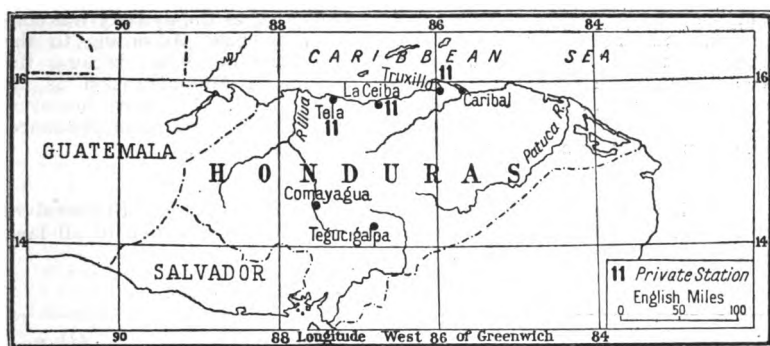 90 88 86 84
CARIBBEAN SEA
16 16
Truxillo 11
La Ceiba
Tela 11 Caribal
11
R. Ulua
Patuca R.
GUATEMALA
HONDURAS
Comayagua
Tegucigalpa
14 14
SALVADOR
11 Private Station
English Miles
0 50 100
90 88 86 84
Longitude West of Greenwich